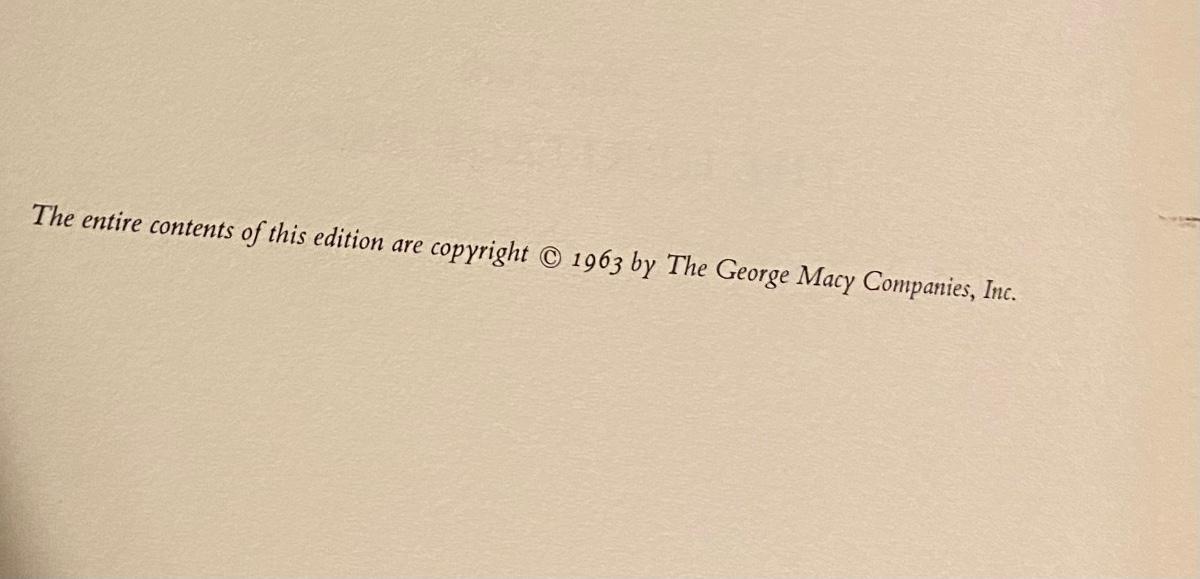 The entire contents of this edition are copyright © 1963 by The George Macy Companies, Inc.